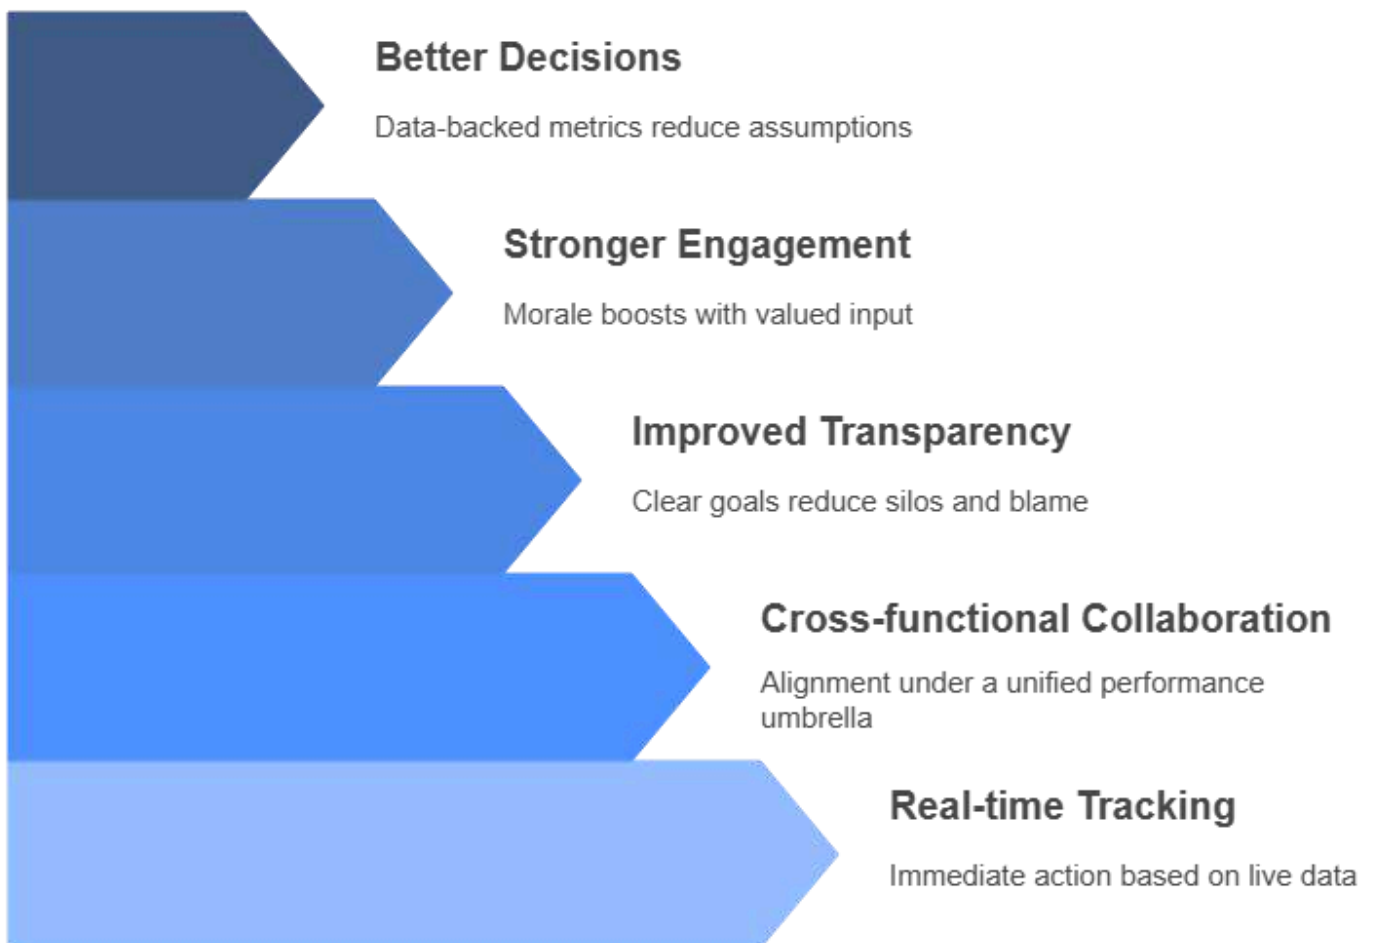 Better Decisions
Data-backed metrics reduce assumptions
Stronger Engagement
Morale boosts with valued input
Improved Transparency
Clear goals reduce silos and blame
Cross-functional Collaboration
Alignment under a unified performance
umbrella
Real-time Tracking
Immediate action based on live data